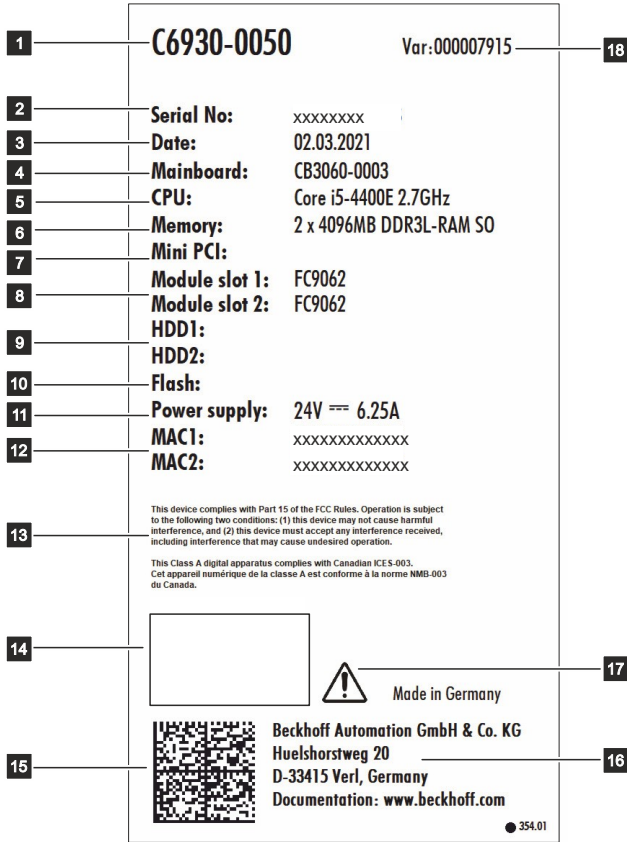 1 C6930-0050 Var:000007915 18
2 Serial No: xxxxxxxx
3 Date: 02.03.2021
4 Mainboard: CB3060-0003
5 CPU: Core i5-4400E 2.7GHz
6 Memory: 2 x 4096MB DDR3L-RAM SO
7 Mini PCI:
8 Module slot 1: FC9062
Module slot 2: FC9062
9 HDD1:
HDD2:
10 Flash:
11 Power supply: 24V ⎓ 6.25A
12 MAC1: xxxxxxxxxxxxx
MAC2: xxxxxxxxxxxxx
This device complies with Part 15 of the FCC Rules. Operation is subject
to the following two conditions: (1) this device may not cause harmful
13 interference, and (2) this device must accept any interference received,
including interference that may cause undesired operation.
This Class A digital apparatus complies with Canadian ICES-003.
Cet appareil numérique de la classe A est conforme à la norme NMB-003
du Canada.
14
17
Made in Germany
15
Beckhoff Automation GmbH & Co. KG
Huelshorstweg 20 16
D-33415 Verl, Germany
Documentation: www.beckhoff.com
354.01